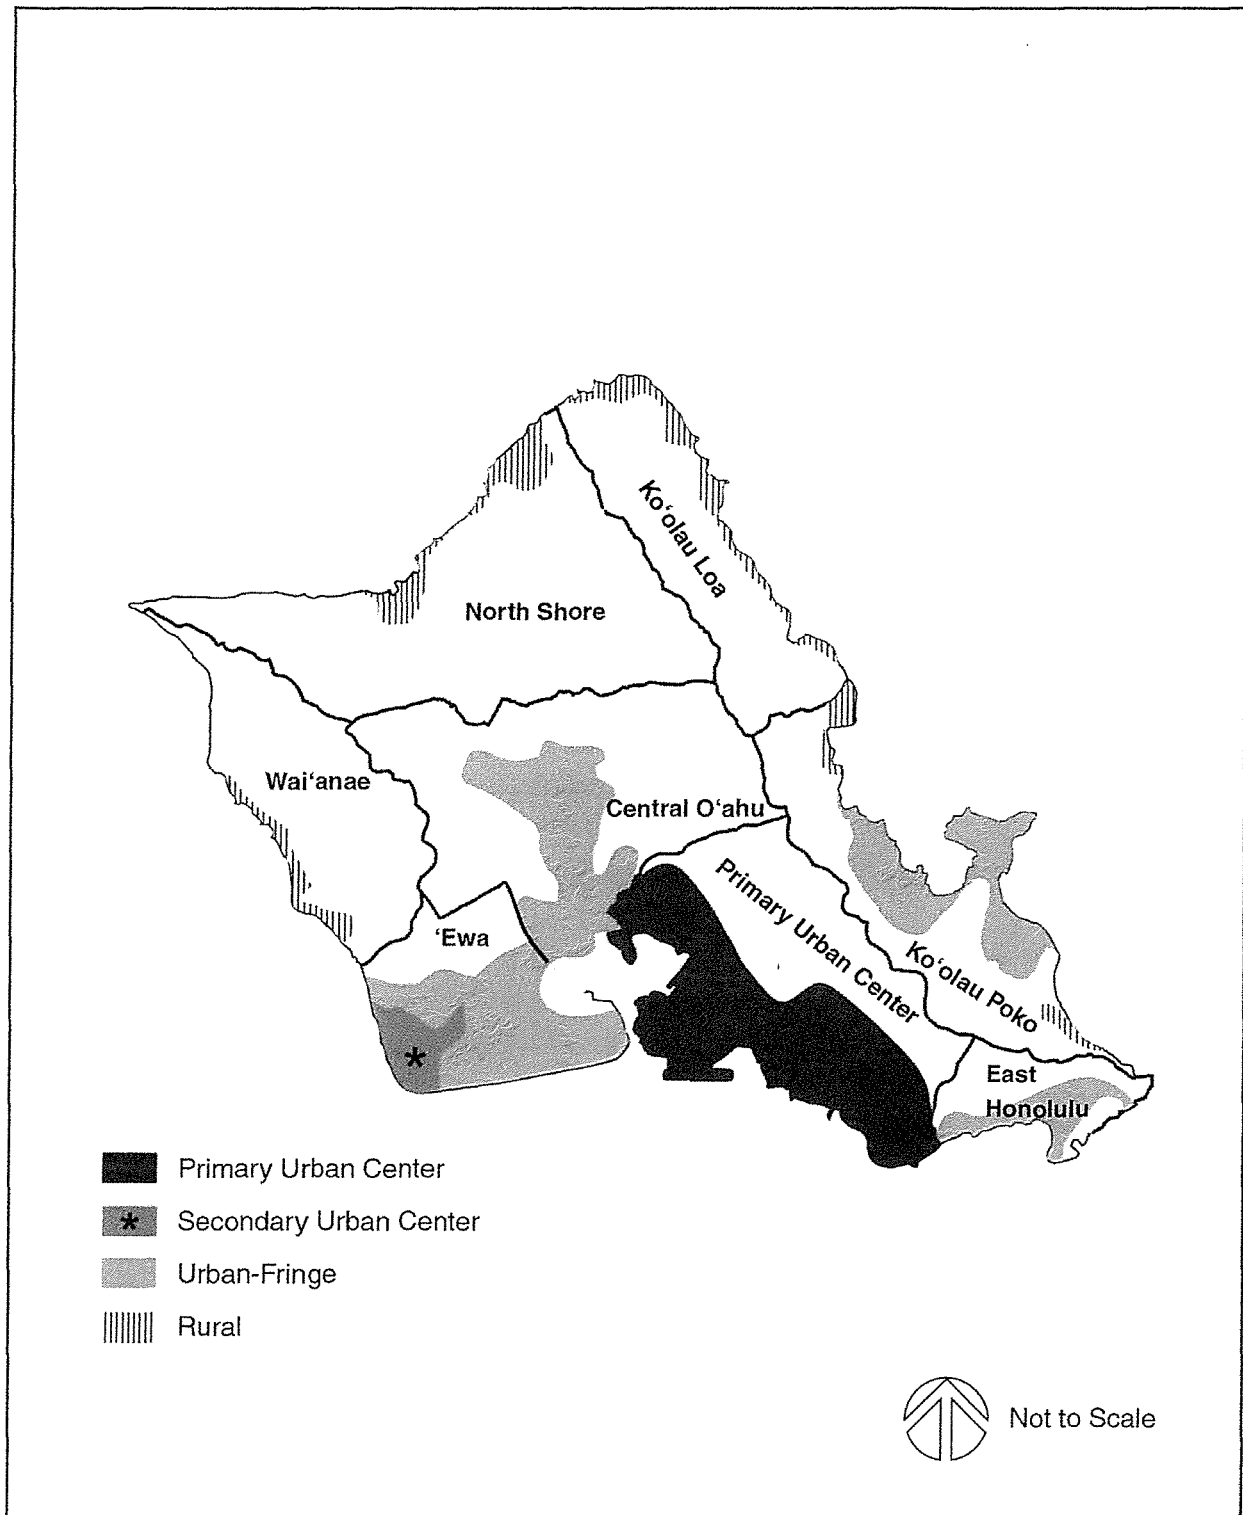 Ko‘olau Loa
North Shore
Wai‘anae
Central O‘ahu
Primary Urban Center
‘Ewa
Ko‘olau Poko
East
Honolulu
*
Primary Urban Center
* Secondary Urban Center
Urban-Fringe
Rural
Not to Scale